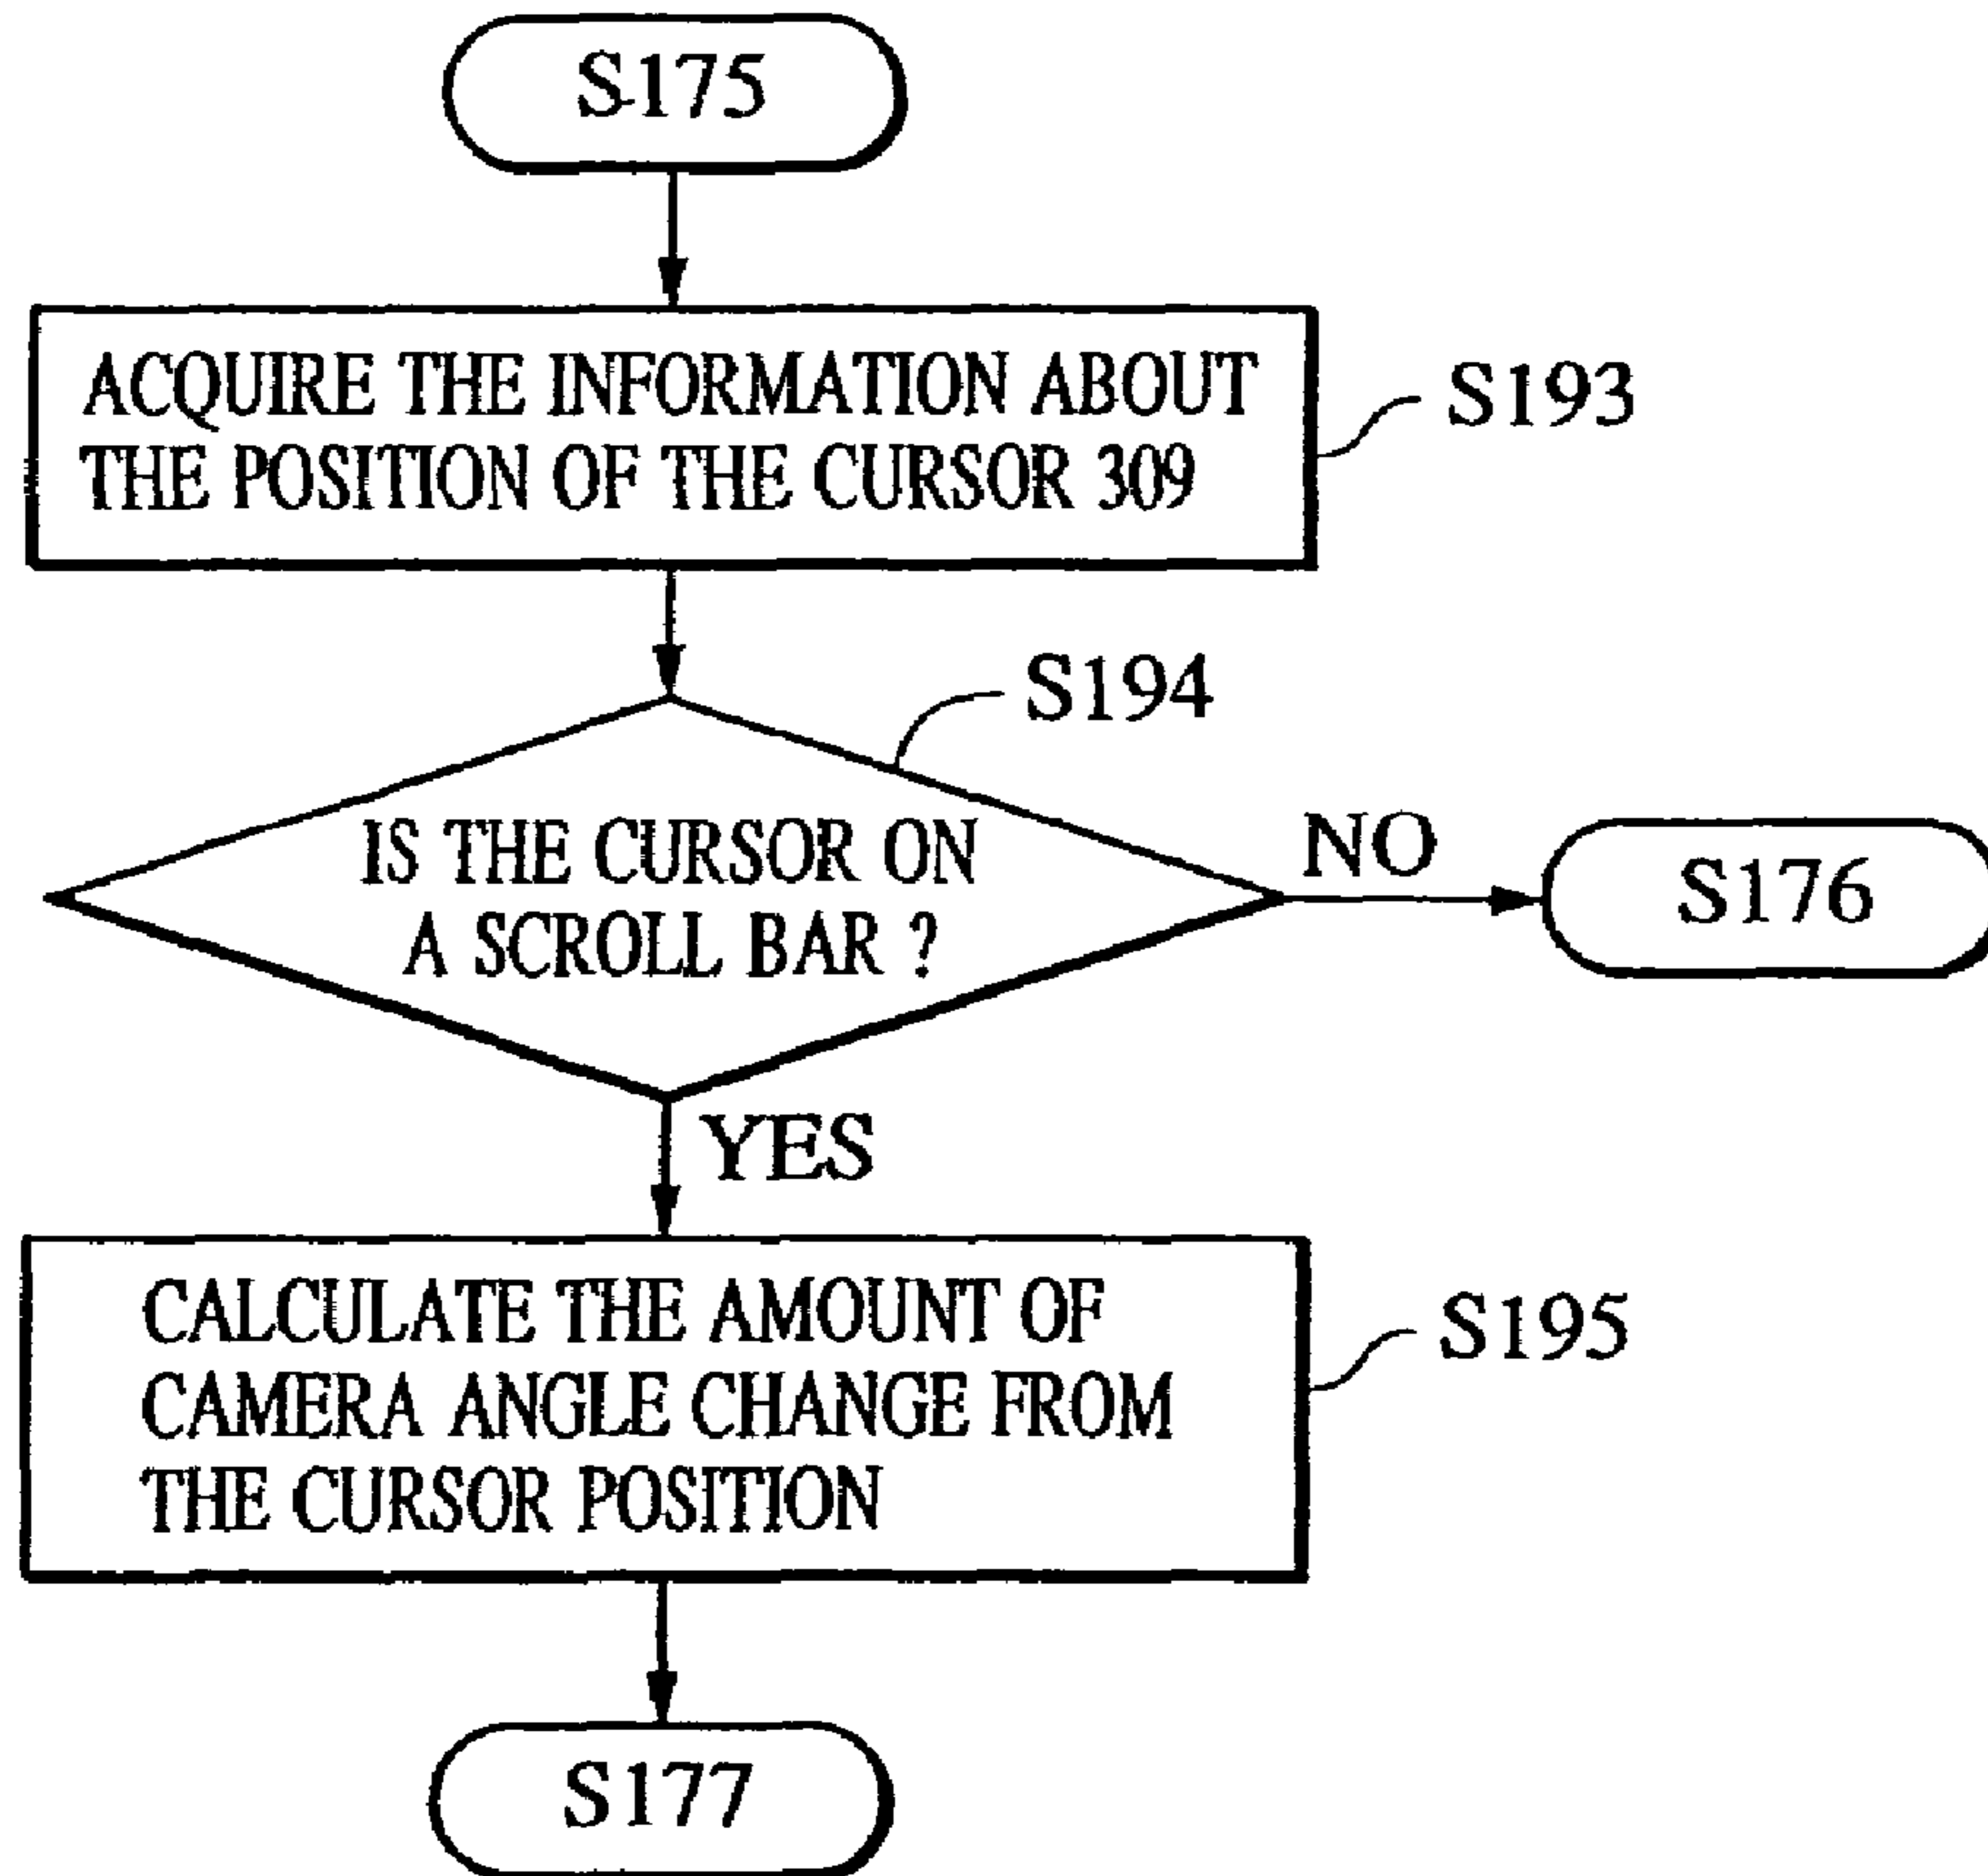 S175
ACQUIRE THE INFORMATION ABOUT
THE POSITION OF THE CURSOR 309
S193
S194
IS THE CURSOR ON
A SCROLL BAR ?
NO
S176
YES
CALCULATE THE AMOUNT OF
CAMERA ANGLE CHANGE FROM
THE CURSOR POSITION
S195
S177